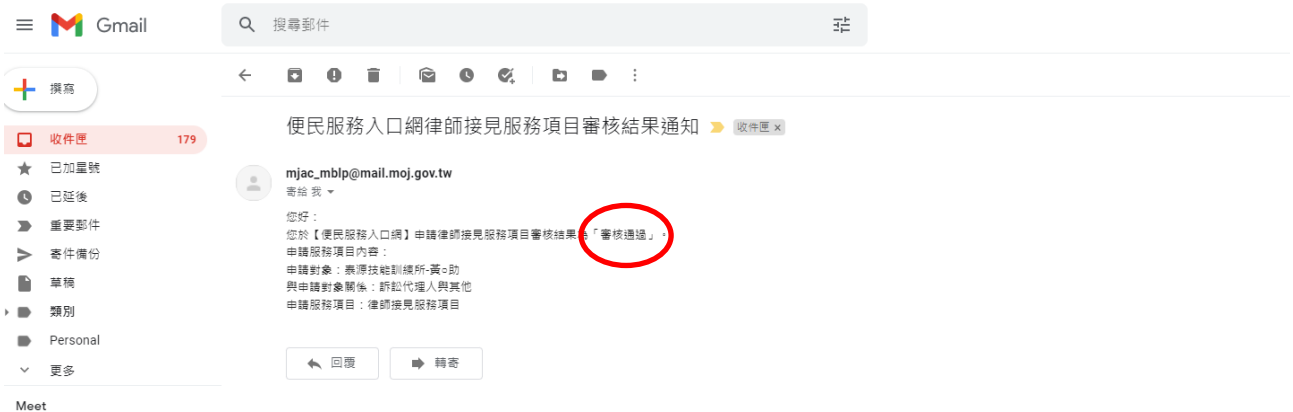 Gmail
搜尋郵件
撰寫
收件匣 179
已加星號
已延後
重要郵件
寄件備份
草稿
類別
Personal
更多
Meet
便民服務入口網律師接見服務項目審核結果通知 收件匣 x
mjac_mblp@mail.moj.gov.tw
寄給 我
您好：
您於【便民服務入口網】申請律師接見服務項目審核結果為「審核通過」。
申請服務項目內容：
申請對象：泰源技能訓練所-黃○助
與申請對象關係：訴訟代理人與其他
申請服務項目：律師接見服務項目
回覆
轉寄